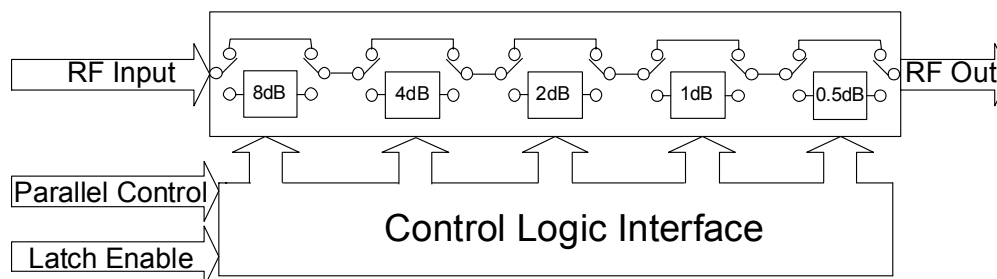 RF Input
8dB
4dB
2dB
1dB
0.5dB
RF Out
Parallel Control
Control Logic Interface
Latch Enable